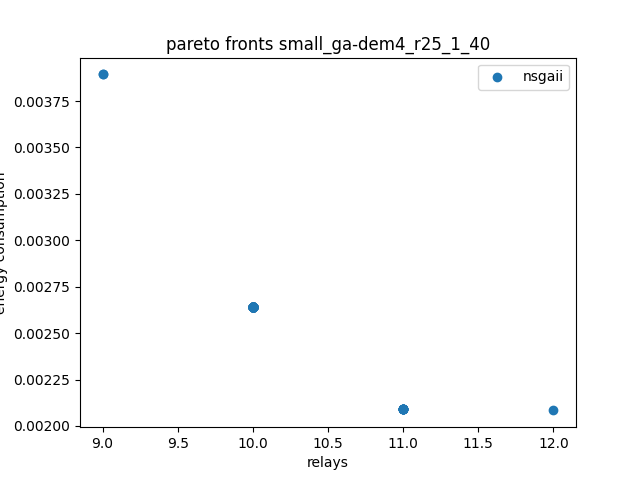 pareto fronts small_ga-dem4_r25_1_40
nsgaii
0.00375
0.00350
0.00325
0.00300
0.00275
0.00250
0.00225
0.00200
energy consumption
9.0 9.5 10.0 10.5 11.0 11.5 12.0
relays